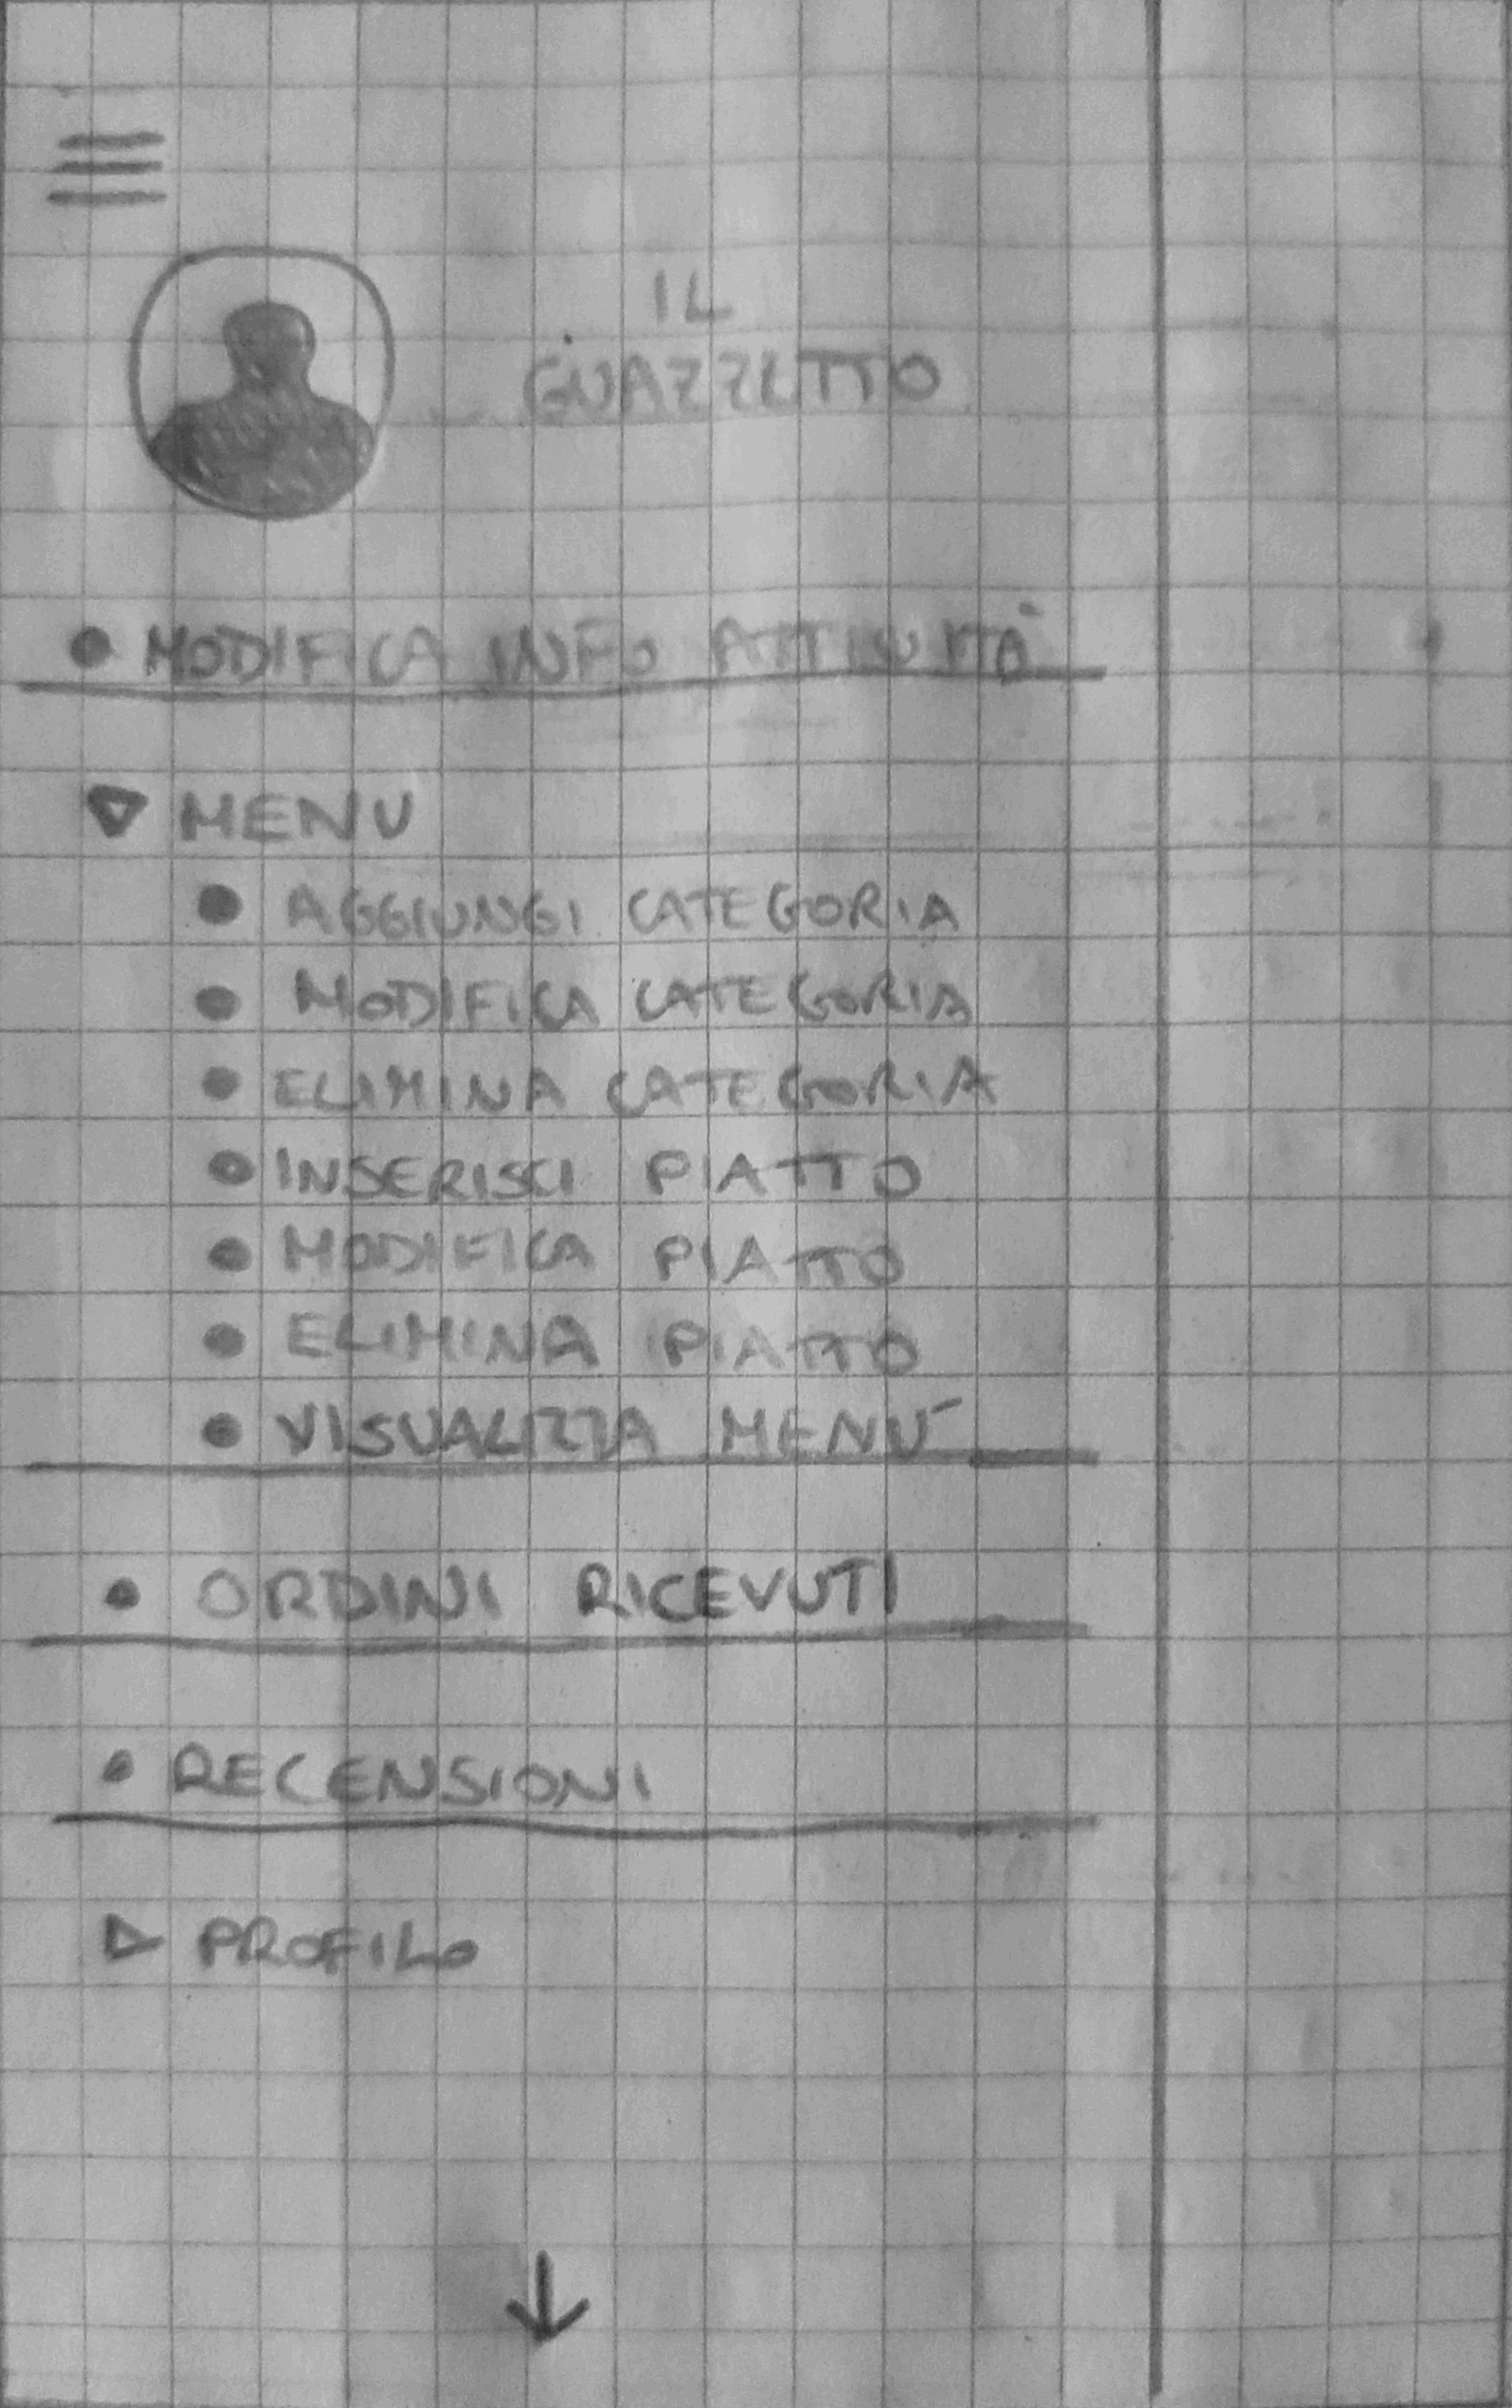 IL
GUAZZETTO
MODIFICA INFO ATTIVITÀ
MENU
AGGIUNGI CATEGORIA
MODIFICA CATEGORIA
ELIMINA CATEGORIA
INSERISCI PIATTO
MODIFICA PIATTO
ELIMINA PIATTO
VISUALIZZA MENÙ
ORDINI RICEVUTI
RECENSIONI
PROFILO